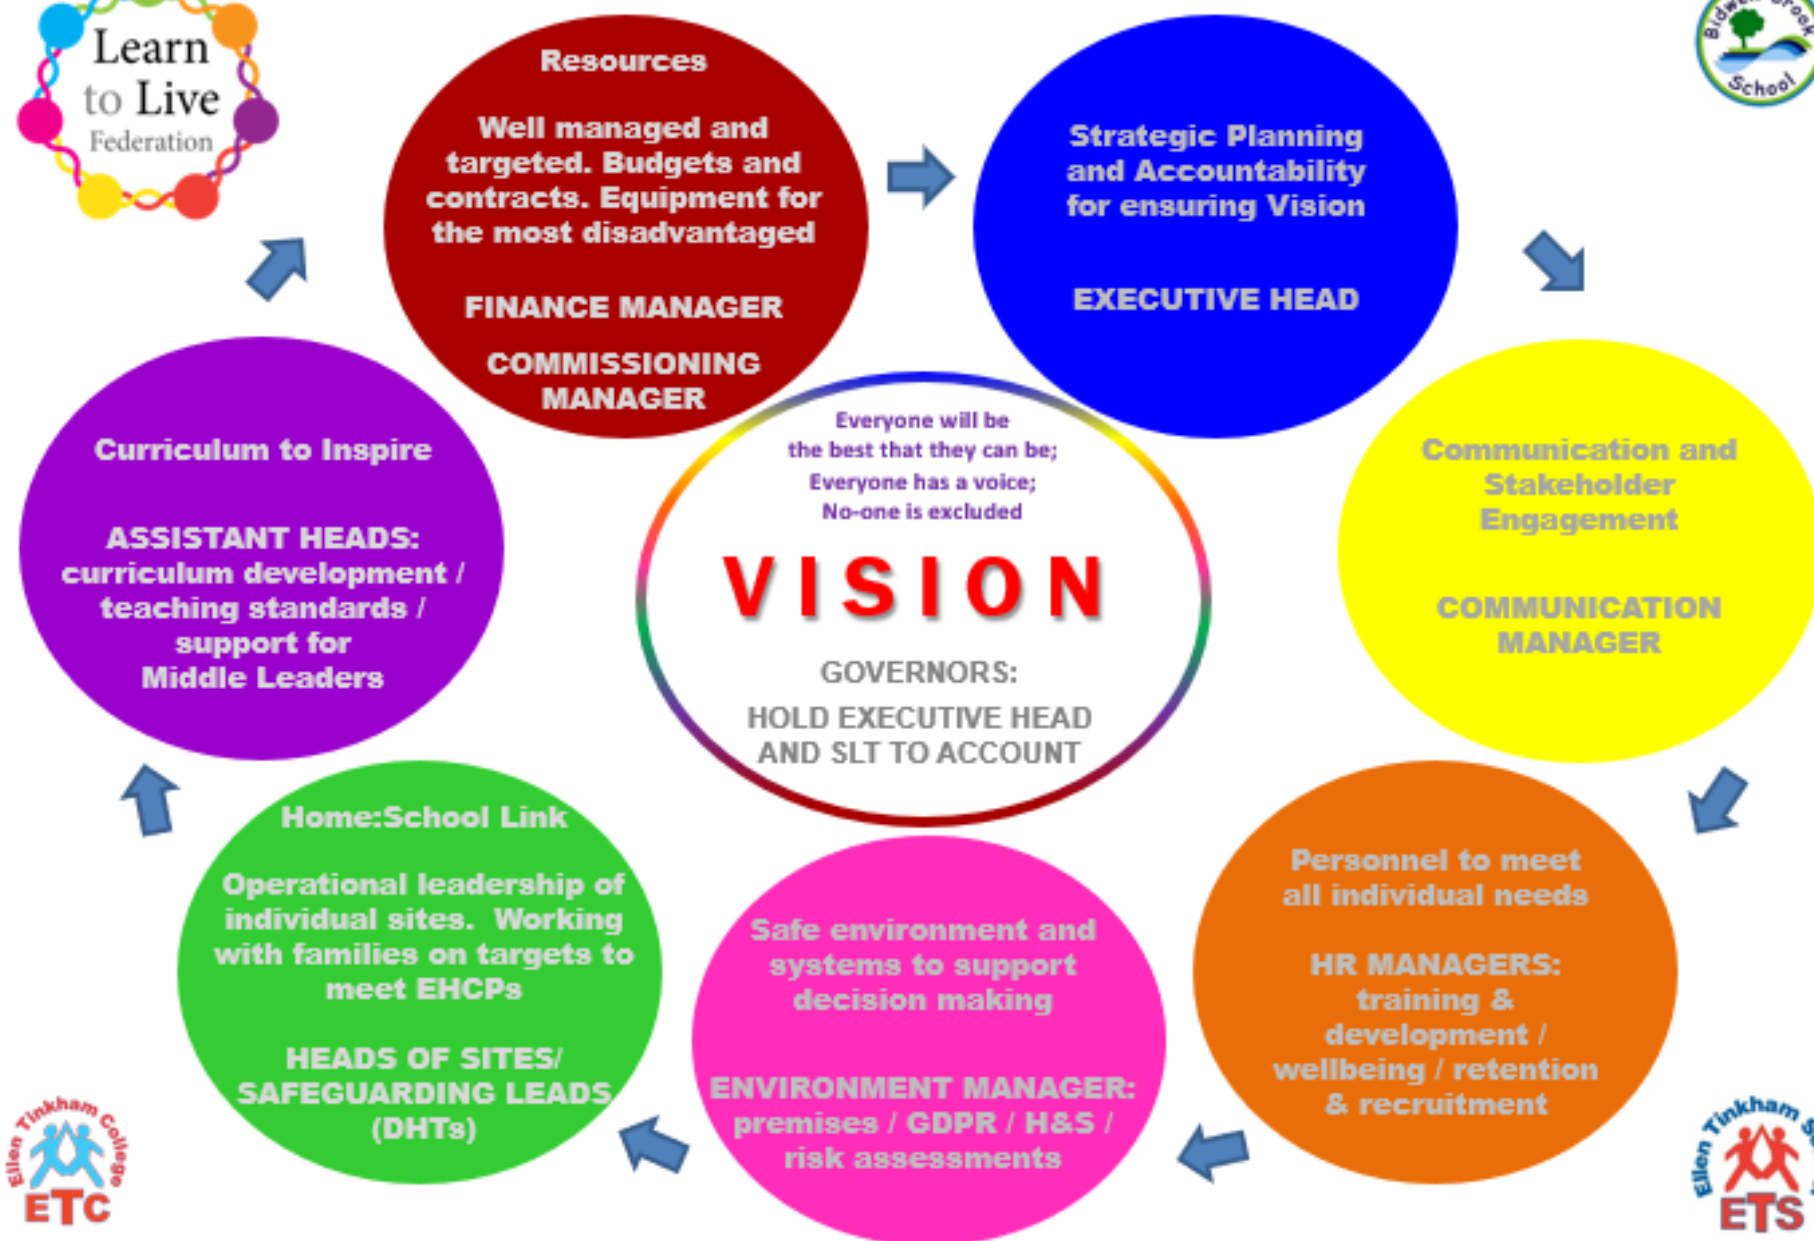 Learn
to Live
Federation
Resources
Well managed and
targeted. Budgets and
contracts. Equipment for
the most disadvantaged
FINANCE MANAGER
COMMISSIONING
MANAGER
Strategic Planning
and Accountability
for ensuring Vision
EXECUTIVE HEAD
School
Communication and
Stakeholder
Engagement
COMMUNICATION
MANAGER
Personnel to meet
all individual needs
HR MANAGERS:
training &
development /
wellbeing / retention
& recruitment
Safe environment and
systems to support
decision making
ENVIRONMENT MANAGER:
premises / GDPR / H&S /
risk assessments
Home:School Link
Operational leadership of
individual sites.  Working
with families on targets to
meet EHCPs
HEADS OF SITES/
SAFEGUARDING LEADS
(DHTs)
Curriculum to Inspire
ASSISTANT HEADS:
curriculum development /
teaching standards /
support for
Middle Leaders
Everyone will be
the best that they can be;
Everyone has a voice;
No-one is excluded
VISION
GOVERNORS:
HOLD EXECUTIVE HEAD
AND SLT TO ACCOUNT
Ellen Tinkham College
ETC
Ellen Tinkham
ETS